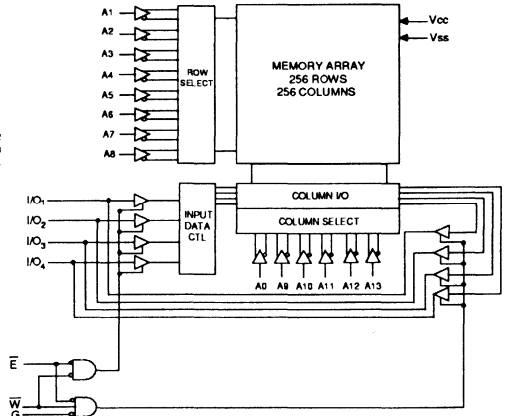 A1
A2
A3
A4
A5
A6
A7
A8
ROW
SELECT
MEMORY ARRAY
256 ROWS
256 COLUMNS
Vcc
Vss
I/O1
I/O2
I/O3
I/O4
INPUT
DATA
CTL
COLUMN I/O
COLUMN SELECT
A0 A9 A10 A11 A12 A13
E
W
G